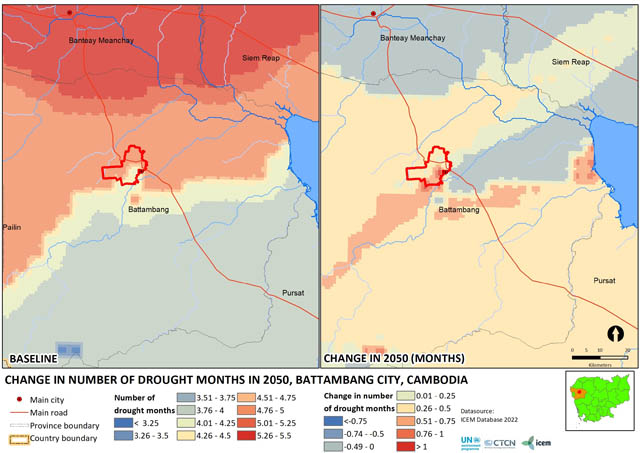 Banteay Meanchey
Siem Reap
Battambang
Pailin
Pursat
BASELINE
Banteay Meanchey
Siem Reap
Battambang
Pursat
0 5 10 20
Kilometers
CHANGE IN 2050 (MONTHS)
CHANGE IN NUMBER OF DROUGHT MONTHS IN 2050, BATTAMBANG CITY, CAMBODIA
Main city
Main road
Province boundary
Country boundary
Number of
drought months
< 3.25
3.26 - 3.5
3.51 - 3.75
3.76 - 4
4.01 - 4.25
4.26 - 4.5
4.51 - 4.75
4.76 - 5
5.01 - 5.25
5.26 - 5.5
Change in number
of drought months
<-0.75
-0.74 - -0.5
-0.49 - 0
0.01 - 0.25
0.26 - 0.5
0.51 - 0.75
0.76 - 1
> 1
Datasource:
ICEM Database 2022
UN
environment
programme
CTCN
icem